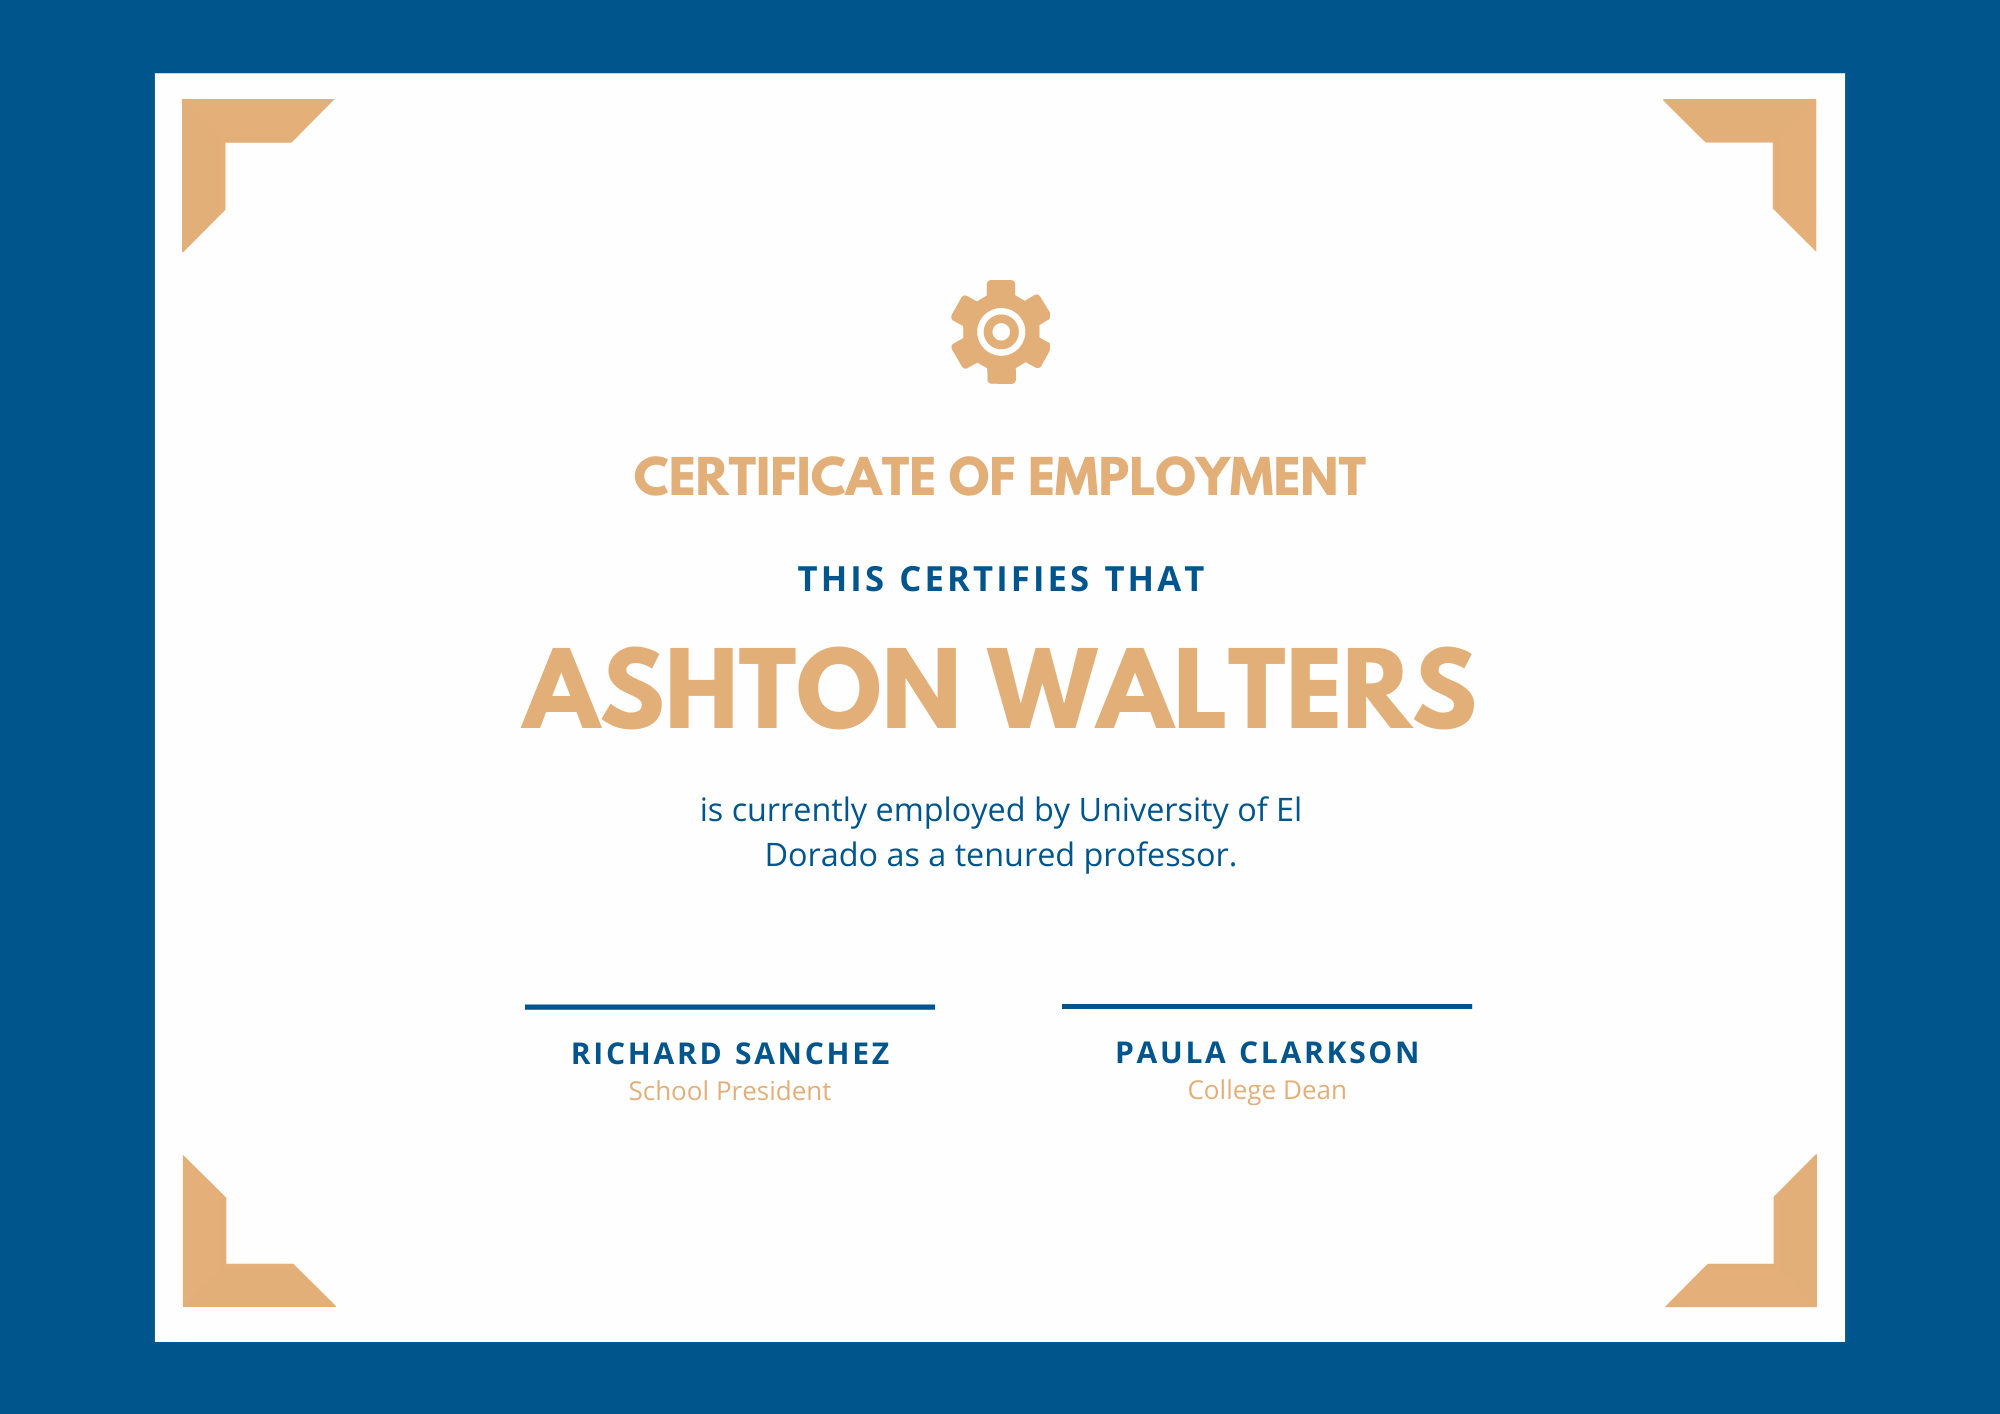 CERTIFICATE OF EMPLOYMENT
THIS CERTIFIES THAT
ASHTON WALTERS
is currently employed by University of El
Dorado as a tenured professor.
RICHARD SANCHEZ
School President
PAULA CLARKSON
College Dean